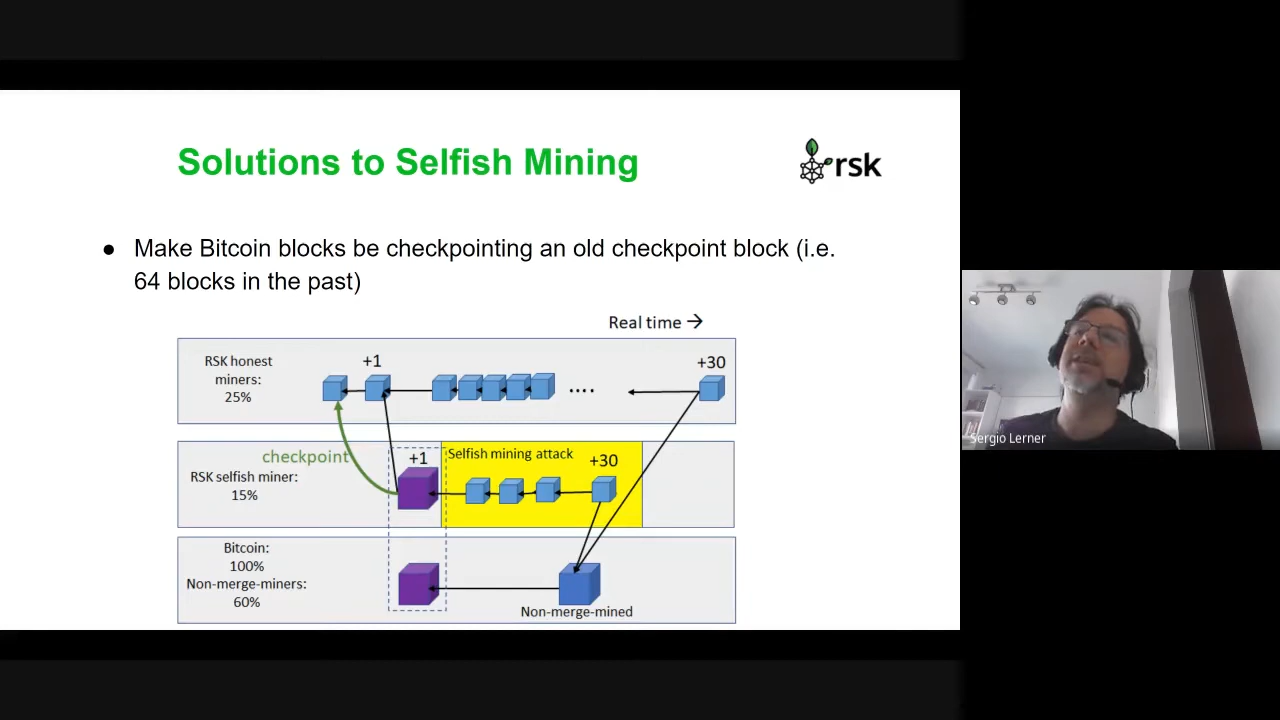 Solutions to Selfish Mining
rsk
● Make Bitcoin blocks be checkpointing an old checkpoint block (i.e.
64 blocks in the past)
Real time →
RSK honest
miners:
25%
+1
+30
checkpoint
RSK selfish miner:
15%
+1
Selfish mining attack
+30
Bitcoin:
100%
Non-merge-miners:
60%
Non-merge-mined
Sergio Lerner